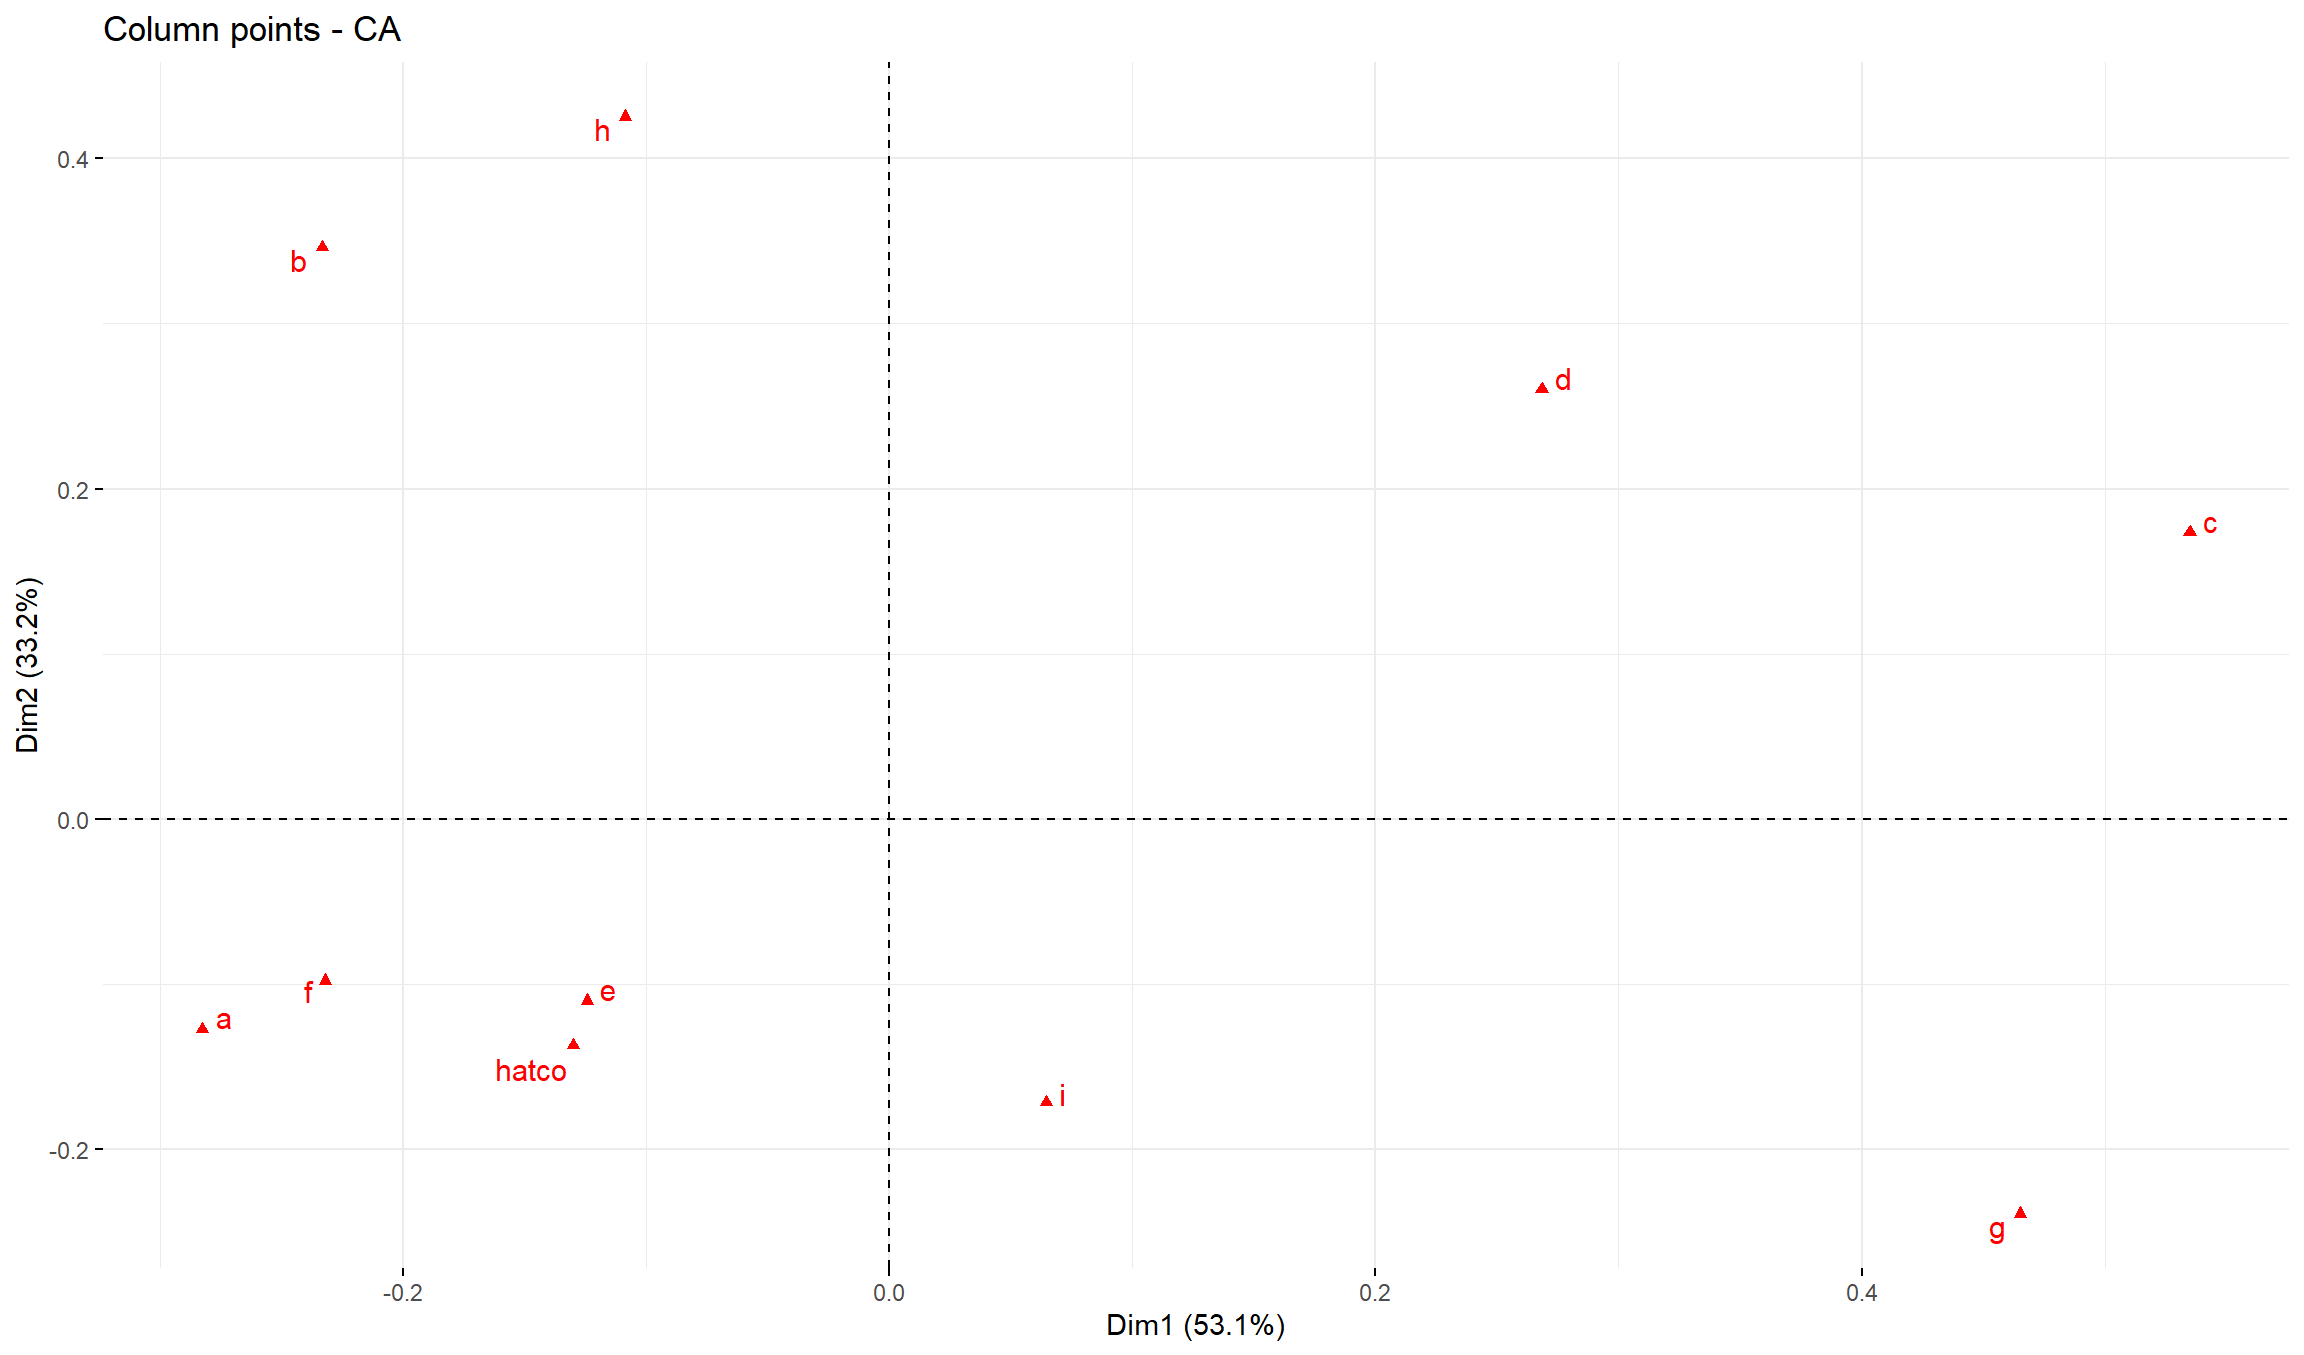 Column points - CA
h
0.4
b
d
0.2
c
Dim2 (33.2%)
0.0
f
e
a
hatco
i
-0.2
g
-0.2 0.0 0.2 0.4
Dim1 (53.1%)